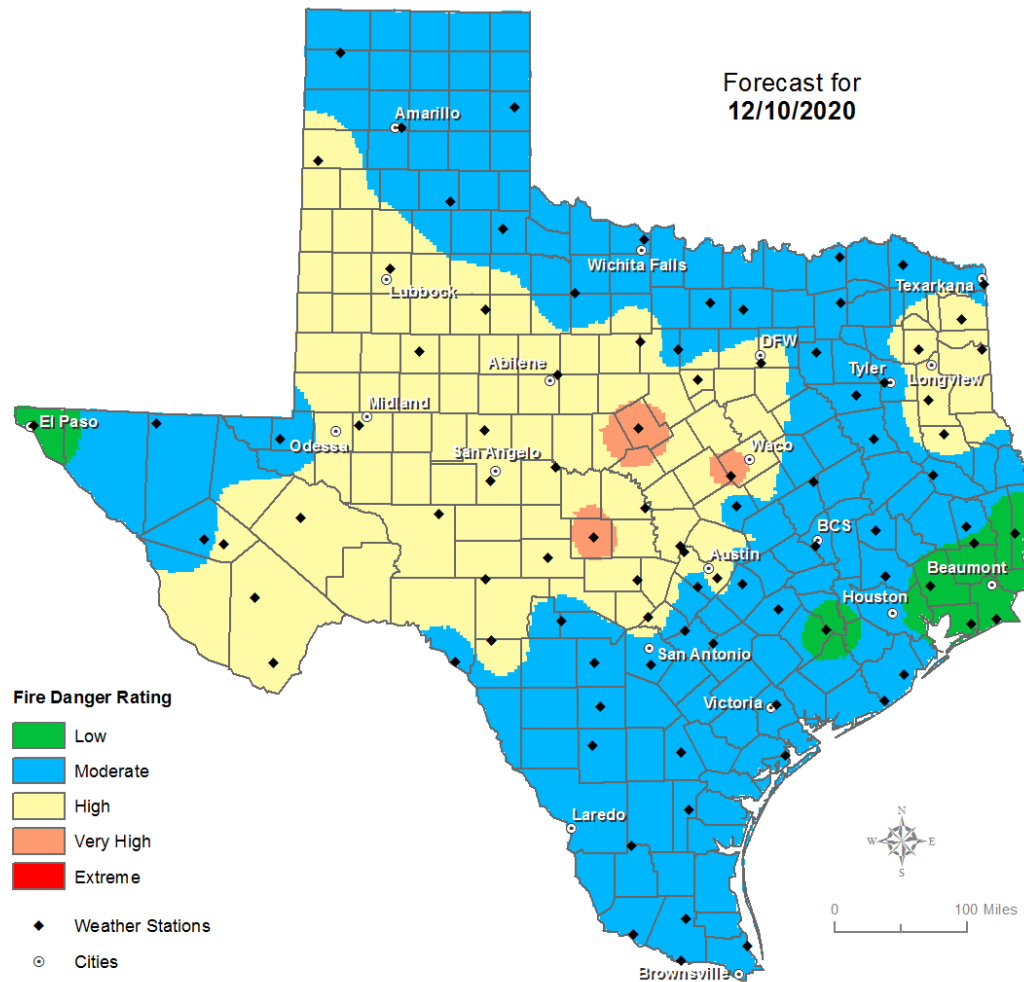 Forecast for
12/10/2020
Amarillo
Wichita Falls
Texarkana
Lubbock
DFW
Abilene
Tyler
Longview
Midland
El Paso
Odessa
Waco
San Angelo
BCS
Austin
Beaumont
Houston
San Antonio
Fire Danger Rating
Victoria
Low
Moderate
High
Laredo
N
W E
S
Very High
Extreme
0 100 Miles
Weather Stations
Cities
Brownsville